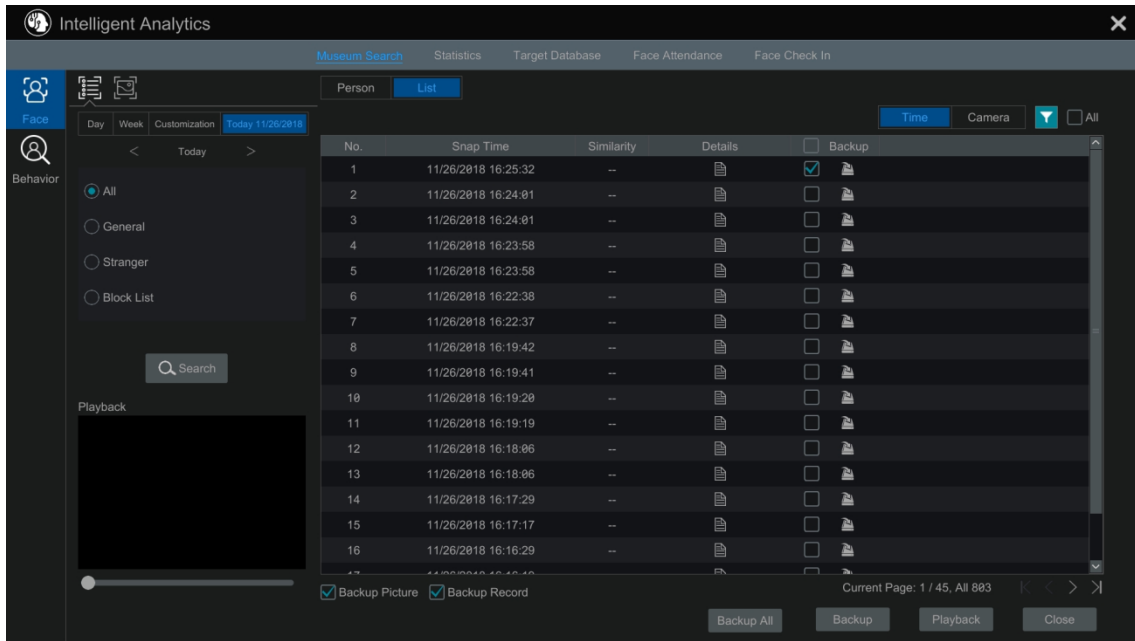 Intelligent Analytics
Museum Search Statistics Target Database Face Attendance Face Check In
Face
Behavior
Day Week Customization Today 11/26/2018
< Today >
All
General
Stranger
Block List
Search
Playback
Person List
Time Camera All
No. Snap Time Similarity Details Backup
1 11/26/2018 16:25:32 --
2 11/26/2018 16:24:01 --
3 11/26/2018 16:24:01 --
4 11/26/2018 16:23:58 --
5 11/26/2018 16:23:58 --
6 11/26/2018 16:22:38 --
7 11/26/2018 16:22:37 --
8 11/26/2018 16:19:42 --
9 11/26/2018 16:19:41 --
10 11/26/2018 16:19:20 --
11 11/26/2018 16:19:19 --
12 11/26/2018 16:18:06 --
13 11/26/2018 16:18:06 --
14 11/26/2018 16:17:29 --
15 11/26/2018 16:17:17 --
16 11/26/2018 16:16:29 --
Backup Picture Backup Record
Current Page: 1 / 45, All 803
Backup All Backup Playback Close